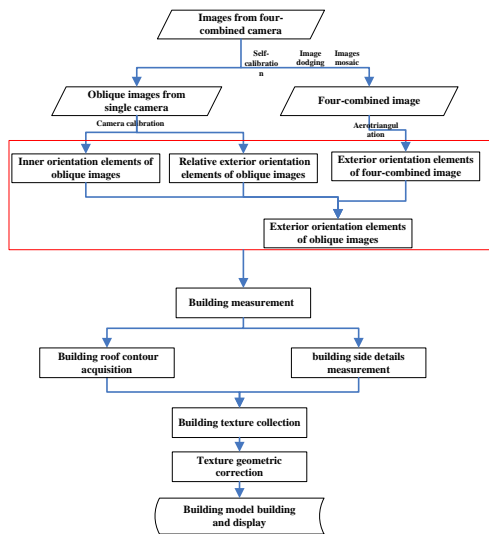 Images from four-
combined camera
Self-
calibratio
n
Image
dodging
Images
mosaic
Oblique images from
single camera
Four-combined image
Camera calibration
Aerotriangul
ation
Inner orientation elements of
oblique images
Relative exterior orientation
elements of oblique images
Exterior orientation elements
of four-combined image
Exterior orientation elements
of oblique images
Building measurement
Building roof contour
acquisition
building side details
measurement
Building texture collection
Texture geometric
correction
Building model building
and display